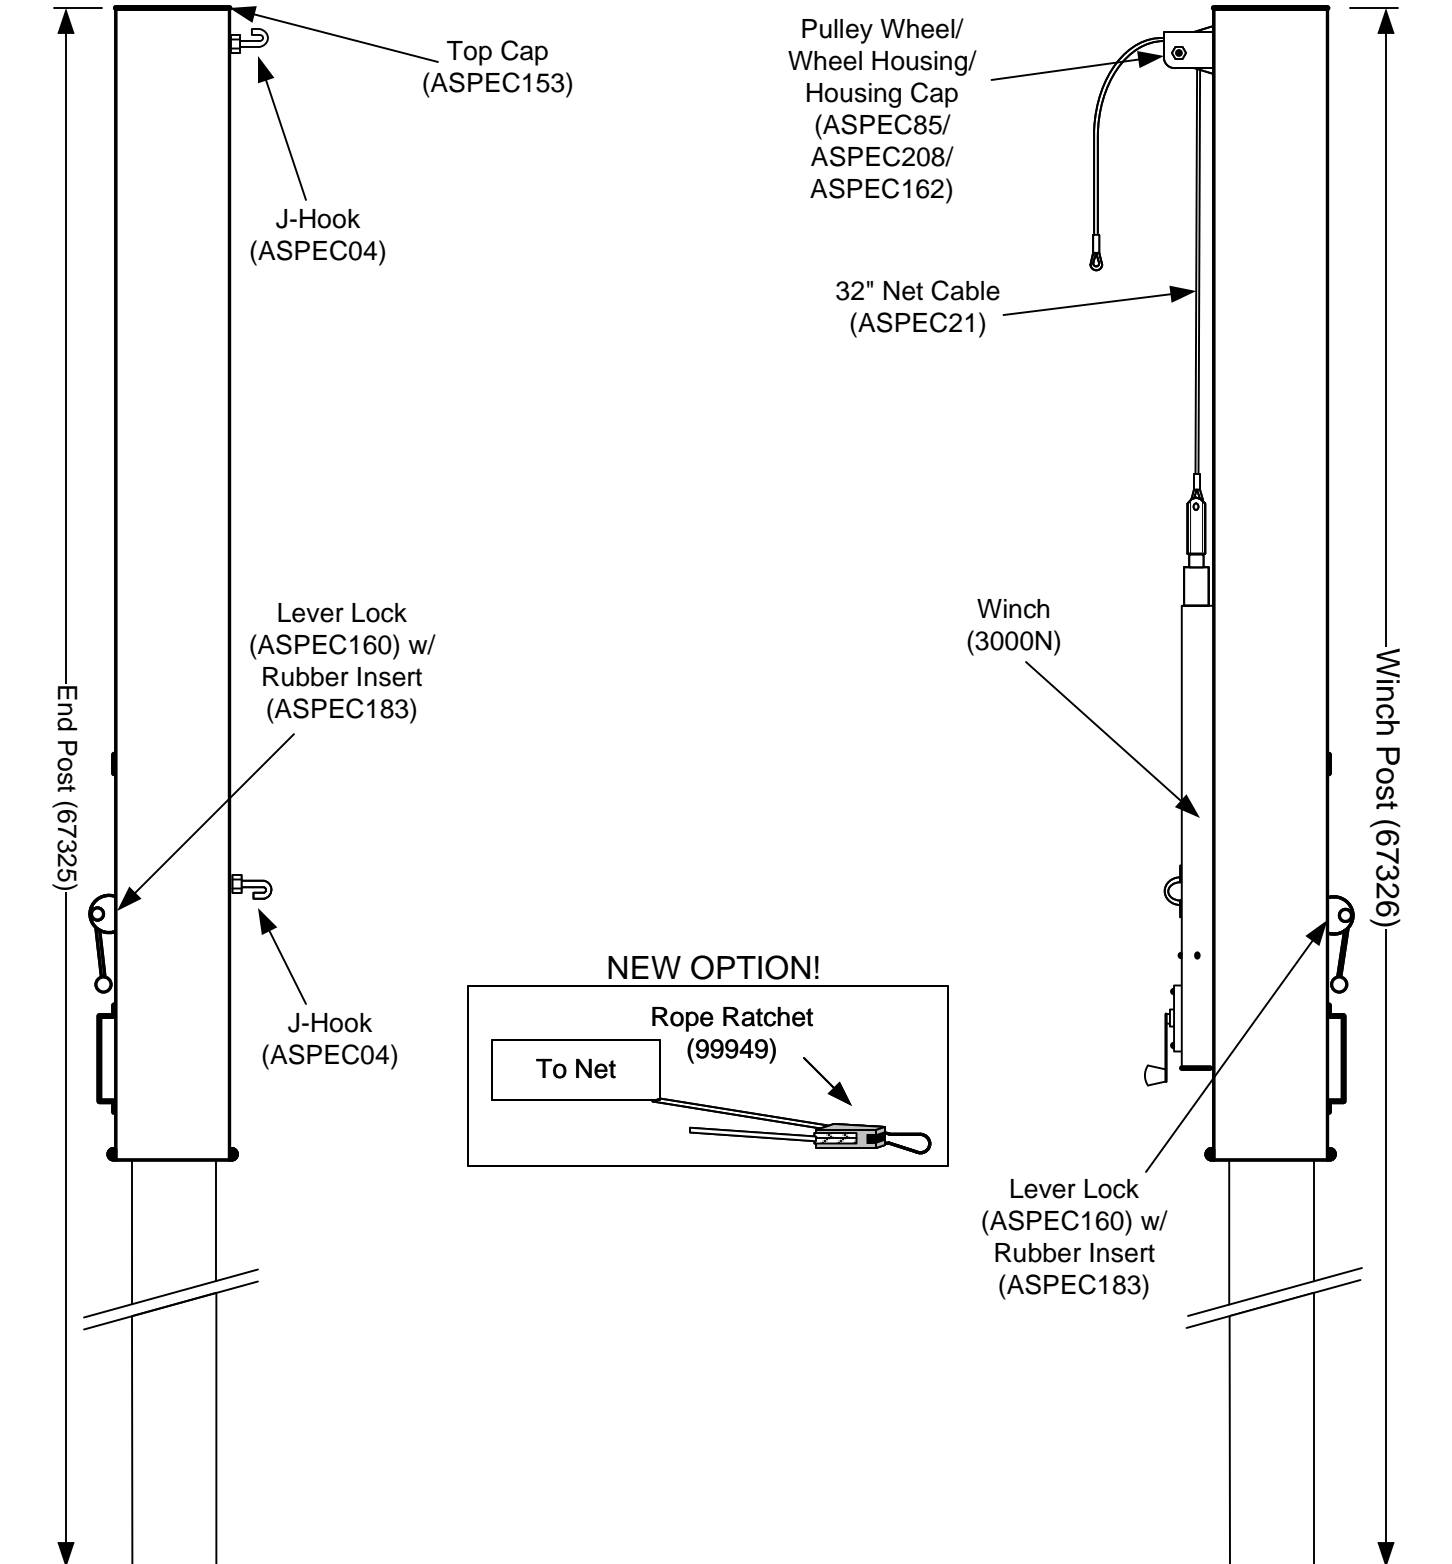 Top Cap
(ASPEC153)
J-Hook
(ASPEC04)
Pulley Wheel/
Wheel Housing/
Housing Cap
(ASPEC85/
ASPEC208/
ASPEC162)
32" Net Cable
(ASPEC21)
Lever Lock
(ASPEC160) w/
Rubber Insert
(ASPEC183)
Winch
(3000N)
End Post (67325)
Winch Post (67326)
J-Hook
(ASPEC04)
NEW OPTION!
Rope Ratchet
(99949)
To Net
Lever Lock
(ASPEC160) w/
Rubber Insert
(ASPEC183)